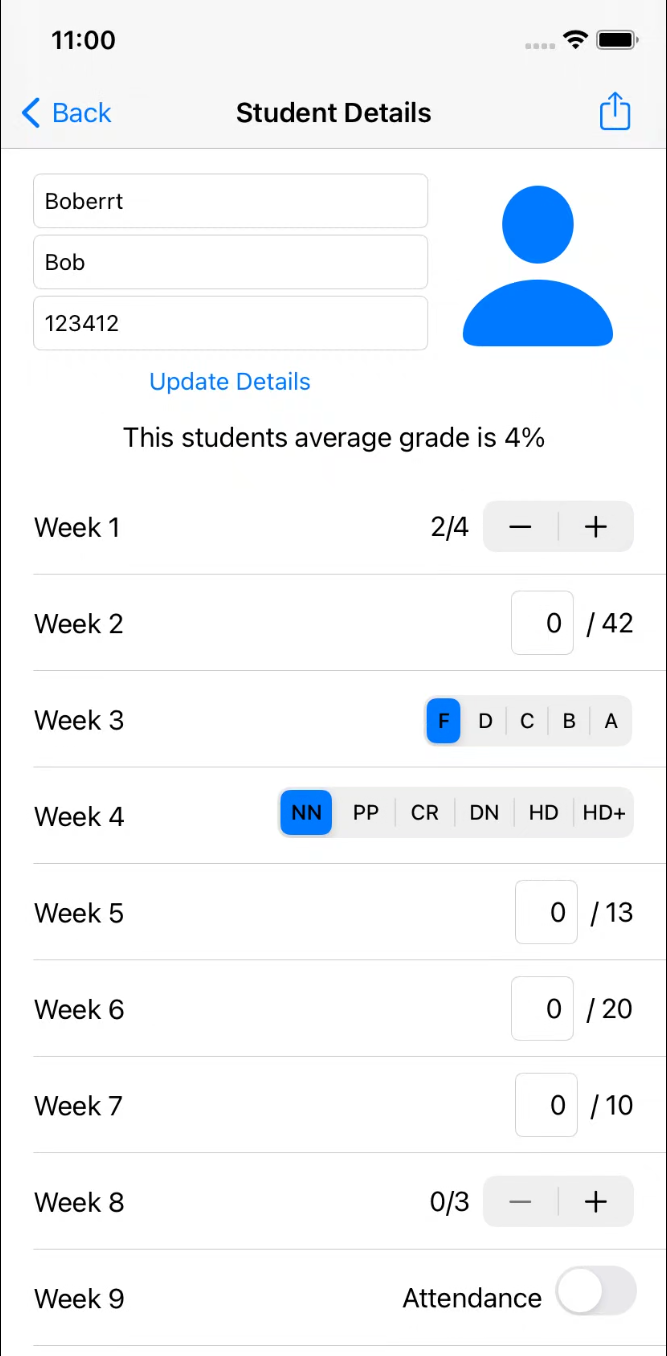 11:00
Back Student Details
Boberrt
Bob
123412
Update Details
This students average grade is 4%
Week 1 2/4 − +
Week 2 0 / 42
Week 3 F D C B A
Week 4 NN PP CR DN HD HD+
Week 5 0 / 13
Week 6 0 / 20
Week 7 0 / 10
Week 8 0/3 − +
Week 9 Attendance